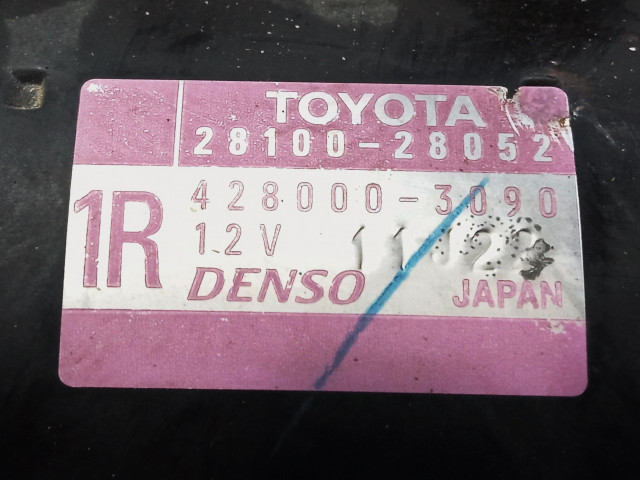 TOYOTA
28100-28052
1R
428000-3090
12V
DENSO JAPAN